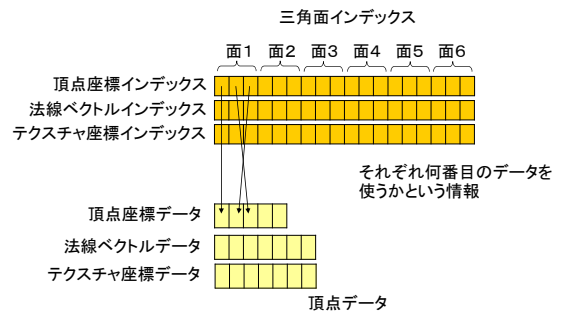 三角面インデックス
面1 面2 面3 面4 面5 面6
頂点座標インデックス
法線ベクトルインデックス
テクスチャ座標インデックス
それぞれ何番目のデータを
使うかという情報
頂点座標データ
法線ベクトルデータ
テクスチャ座標データ
頂点データ